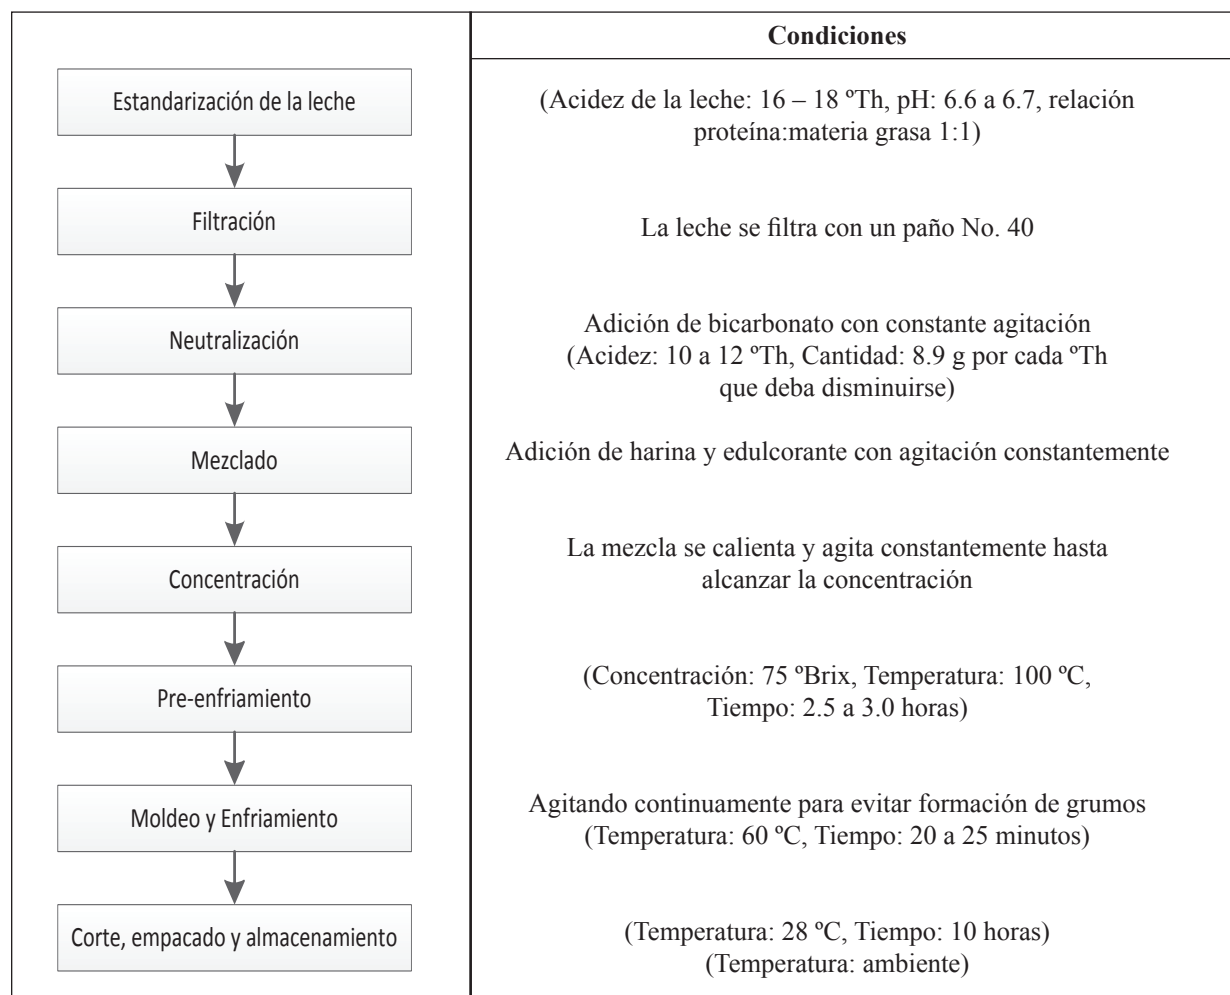 Condiciones
Estandarización de la leche
(Acidez de la leche: 16 – 18 ºTh, pH: 6.6 a 6.7, relación
proteína:materia grasa 1:1)
Filtración
La leche se filtra con un paño No. 40
Neutralización
Adición de bicarbonato con constante agitación
(Acidez: 10 a 12 ºTh, Cantidad: 8.9 g por cada ºTh
que deba disminuirse)
Mezclado
Adición de harina y edulcorante con agitación constantemente
Concentración
La mezcla se calienta y agita constantemente hasta
alcanzar la concentración
Pre-enfriamiento
(Concentración: 75 ºBrix, Temperatura: 100 ºC,
Tiempo: 2.5 a 3.0 horas)
Moldeo y Enfriamiento
Agitando continuamente para evitar formación de grumos
(Temperatura: 60 ºC, Tiempo: 20 a 25 minutos)
Corte, empacado y almacenamiento
(Temperatura: 28 ºC, Tiempo: 10 horas)
(Temperatura: ambiente)